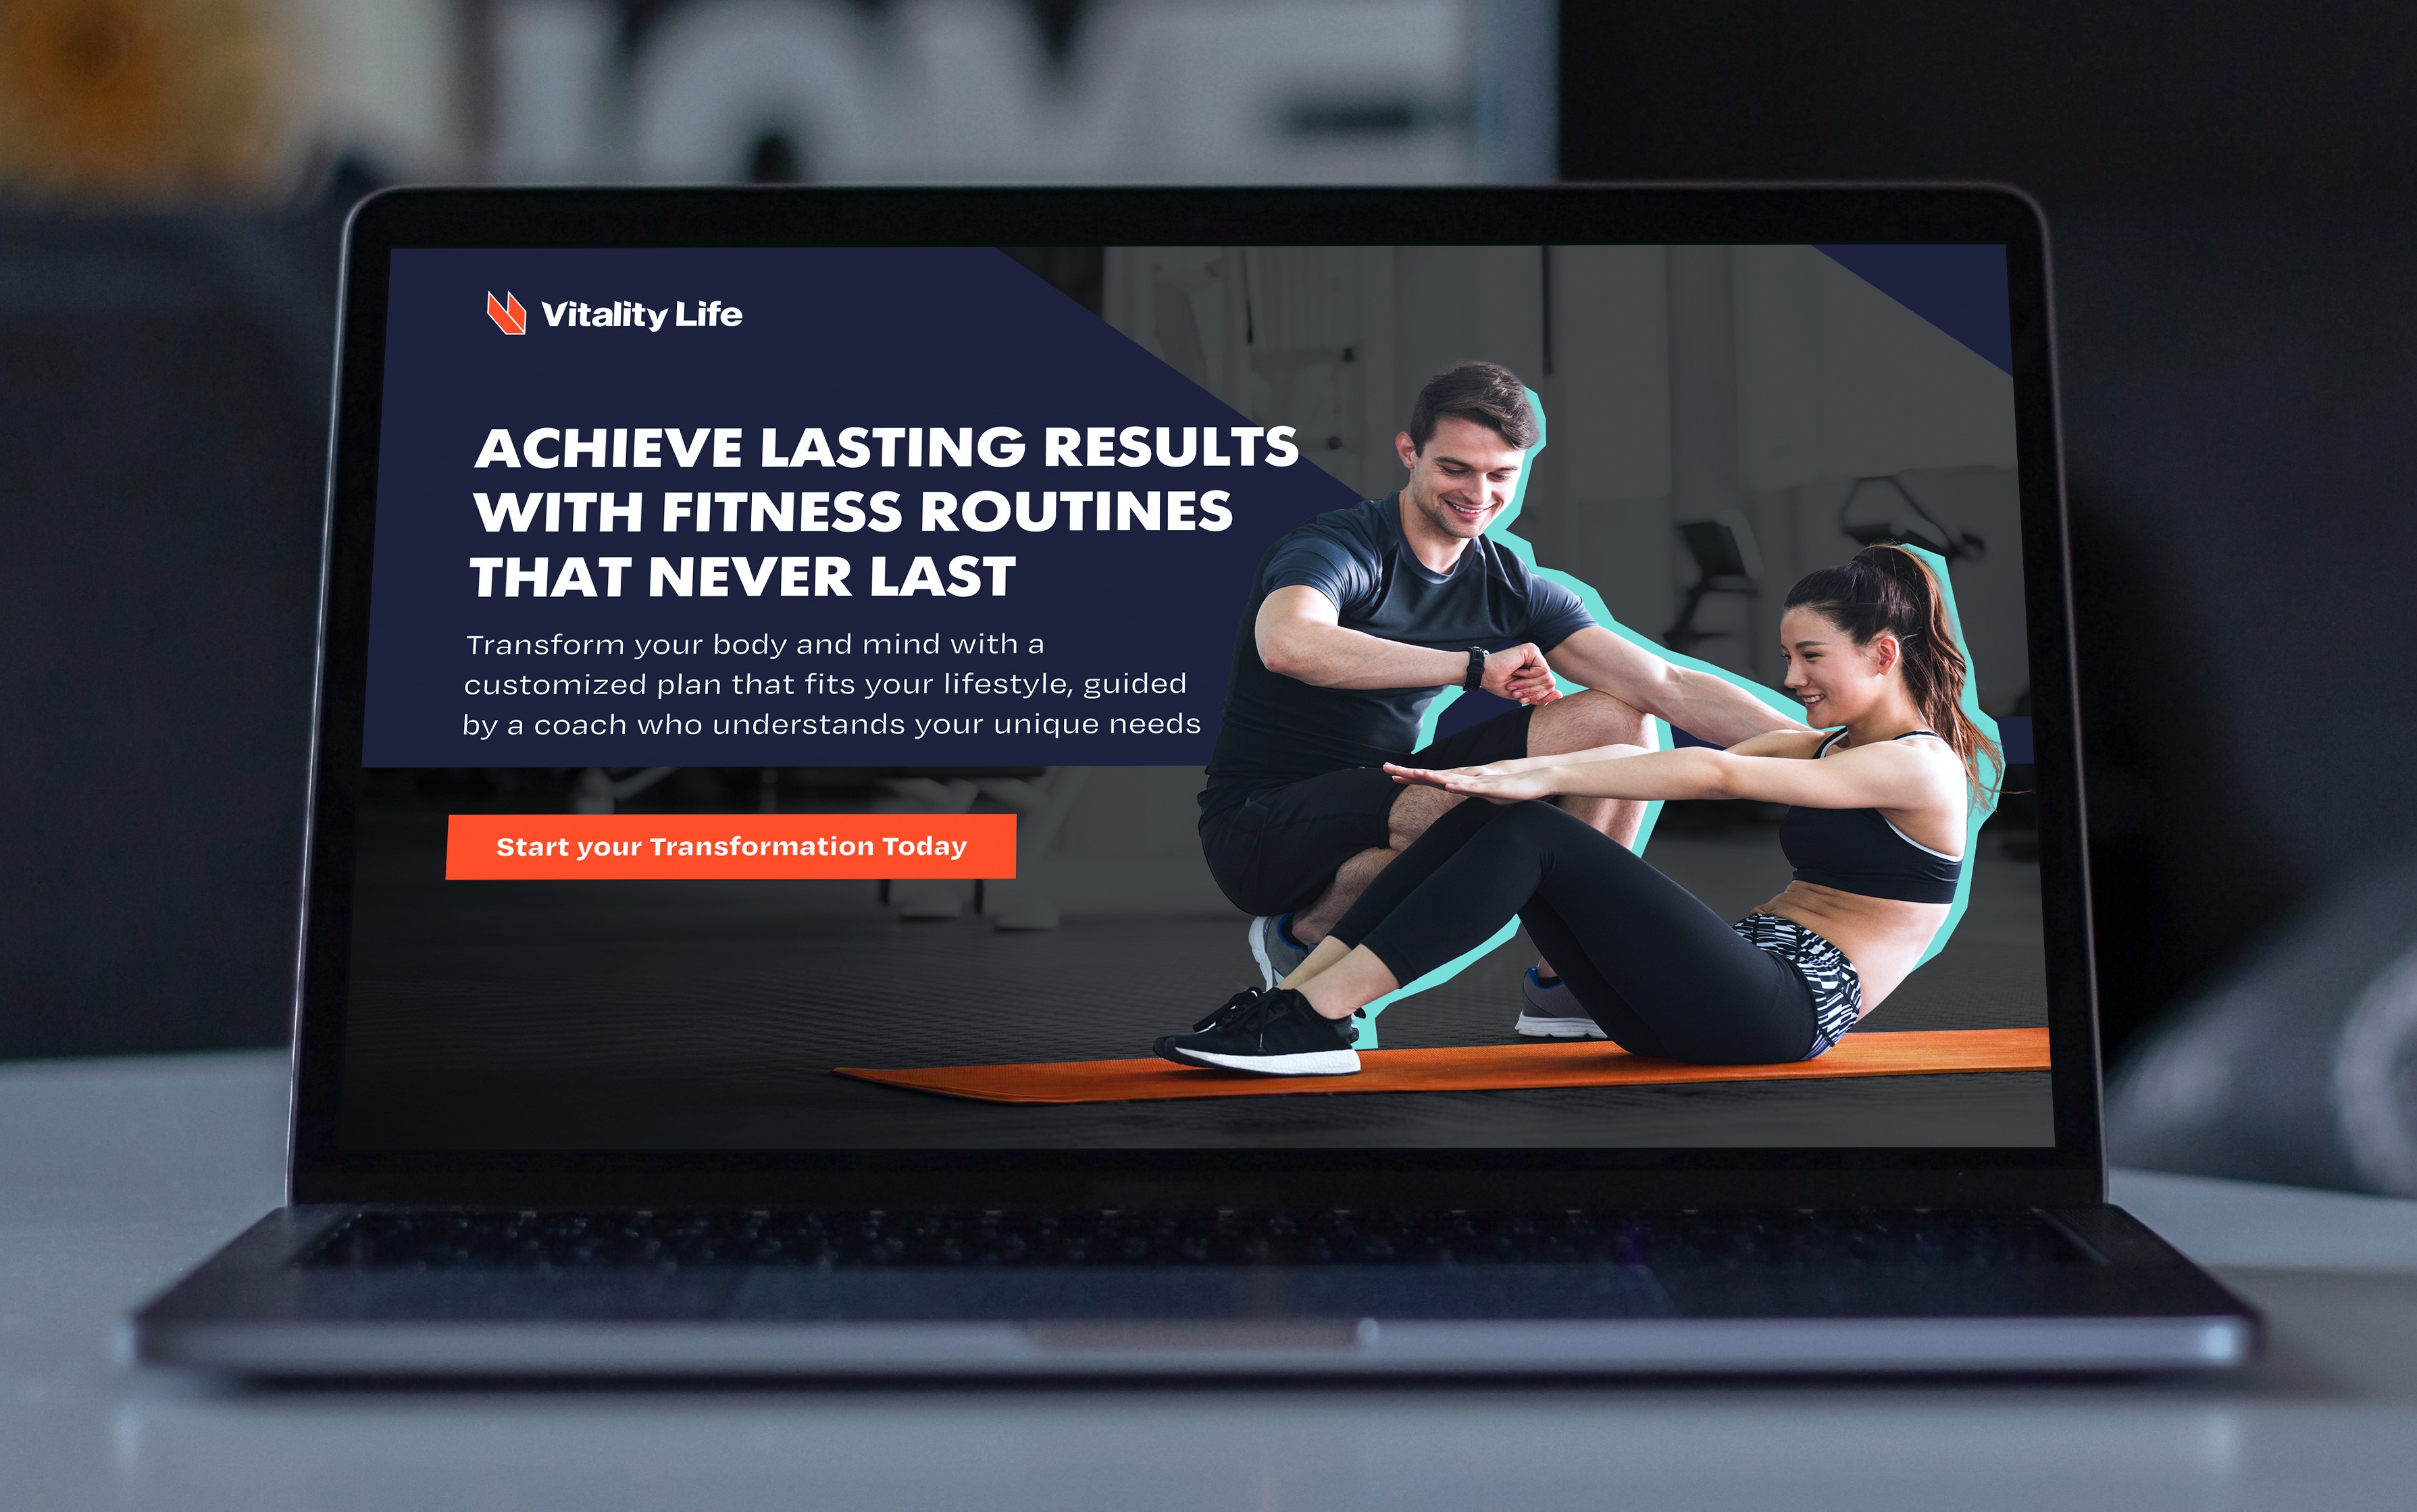 Vitality Life
ACHIEVE LASTING RESULTS
WITH FITNESS ROUTINES
THAT NEVER LAST
Transform your body and mind with a
customized plan that fits your lifestyle, guided
by a coach who understands your unique needs
Start your Transformation Today